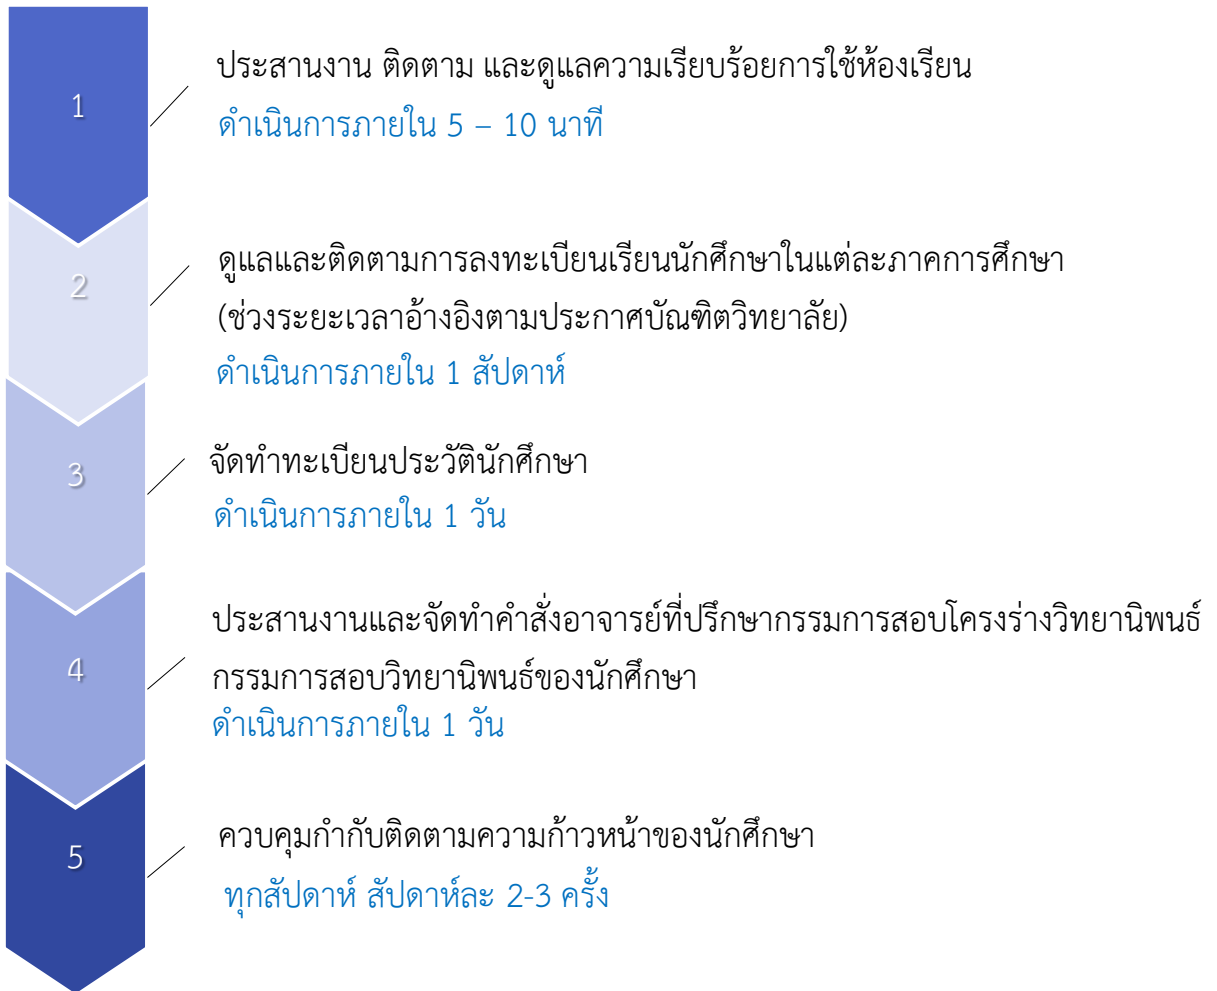 1
ประสานงาน ติดตาม และดูแลความเรียบร้อยการใช้ห้องเรียน
ดำเนินการภายใน 5 – 10 นาที
2
ดูแลและติดตามการลงทะเบียนเรียนนักศึกษาในแต่ละภาคการศึกษา
(ช่วงระยะเวลาอ้างอิงตามประกาศบัณฑิตวิทยาลัย)
ดำเนินการภายใน 1 สัปดาห์
3
จัดทำทะเบียนประวัตินักศึกษา
ดำเนินการภายใน 1 วัน
4
ประสานงานและจัดทำคำสั่งอาจารย์ที่ปรึกษากรรมการสอบโครงร่างวิทยานิพนธ์
กรรมการสอบวิทยานิพนธ์ของนักศึกษา
ดำเนินการภายใน 1 วัน
5
ควบคุมกำกับติดตามความก้าวหน้าของนักศึกษา
ทุกสัปดาห์ สัปดาห์ละ 2-3 ครั้ง